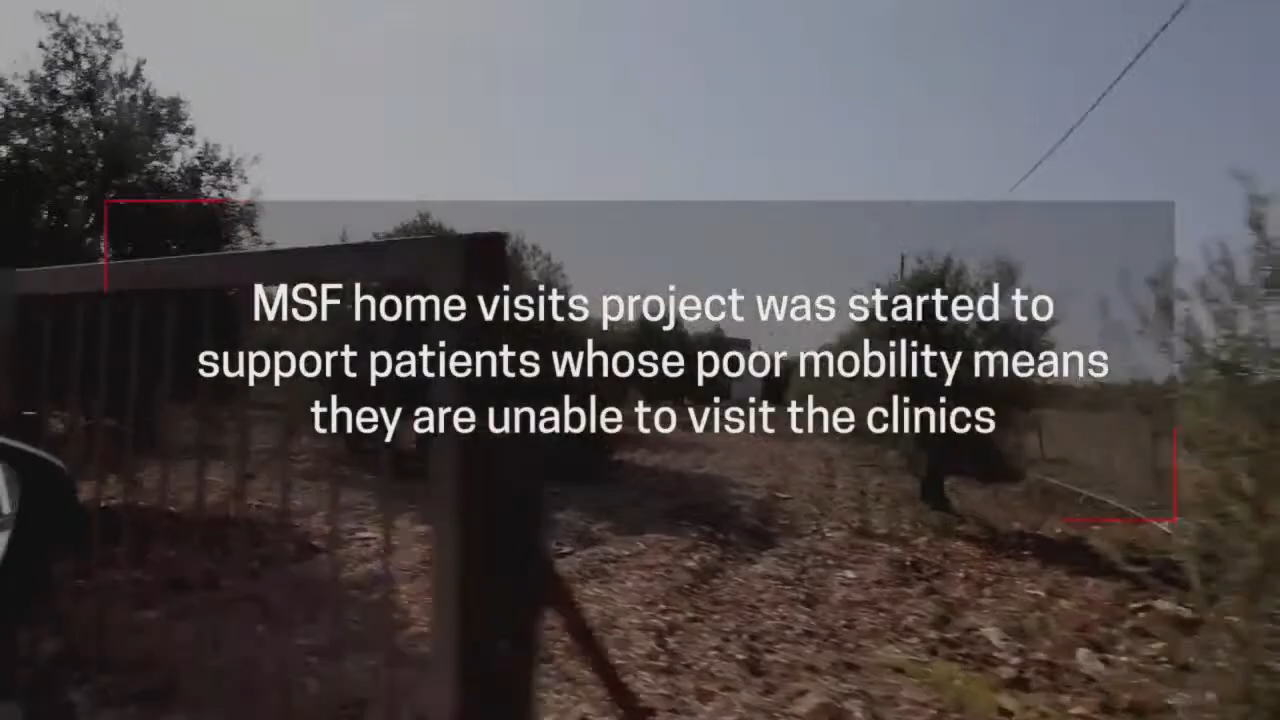 MSF home visits project was started to
support patients whose poor mobility means
they are unable to visit the clinics